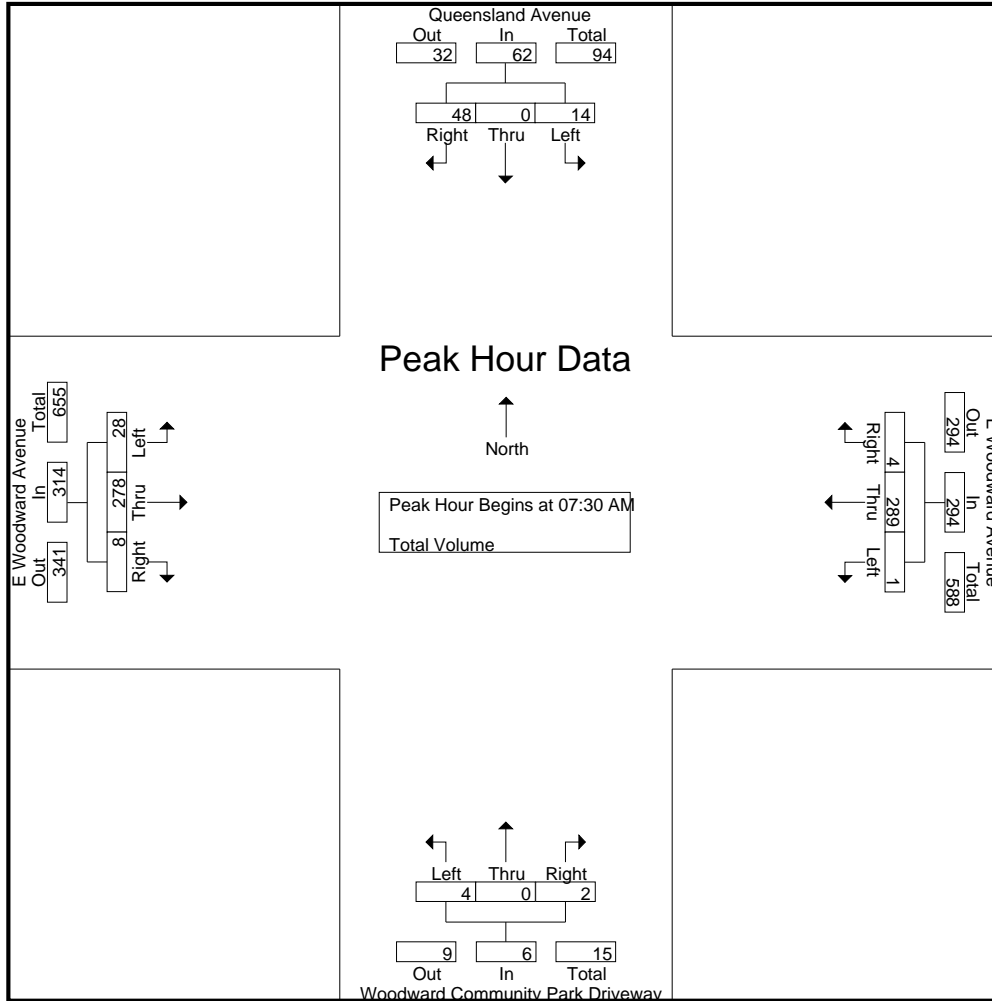 Queensland Avenue
Out In Total
32 62 94
48 0 14
Right Thru Left
Peak Hour Data
North
Peak Hour Begins at 07:30 AM
Total Volume
E Woodward Avenue
Out In Total
341 314 655
Left Thru Right
28 278 8
E Woodward Avenue
Out In Total
294 294 588
Right Thru Left
4 289 1
Left Thru Right
4 0 2
9 6 15
Out In Total
Woodward Community Park Driveway